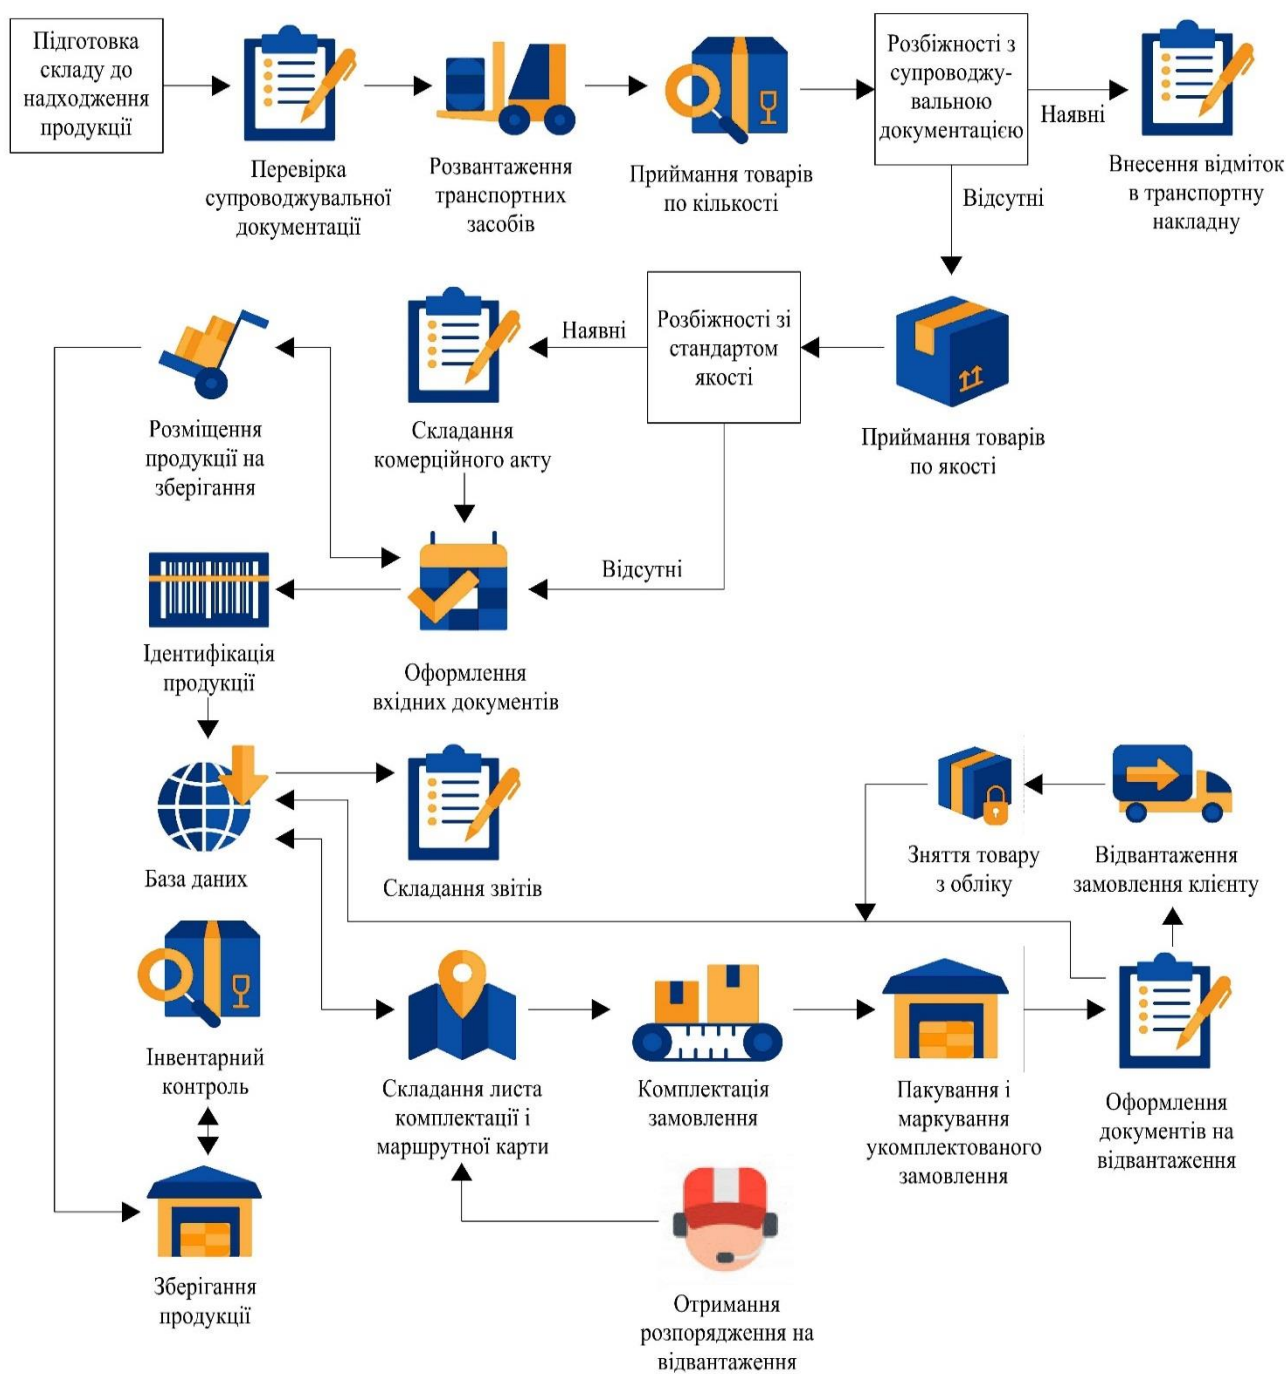 Підготовка
складу до
надходження
продукції
Перевірка
супроводжувальної
документації
Розвантаження
транспортних
засобів
Приймання товарів
по кількості
Розбіжності з
супроводжу-
вальною
документацією
Наявні
Внесення відміток
в транспортну
накладну
Відсутні
Розміщення
продукції на
зберігання
Складання
комерційного акту
Наявні
Розбіжності зі
стандартом
якості
Приймання товарів
по якості
Ідентифікація
продукції
Оформлення
вхідних документів
Відсутні
База даних
Складання звітів
Зняття товару
з обліку
Відвантаження
замовлення клієнту
Інвентарний
контроль
Складання листа
комплектації і
маршрутної карти
Комплектація
замовлення
Пакування і
маркування
укомплектованого
замовлення
Оформлення
документів на
відвантаження
Зберігання
продукції
Отримання
розпорядження на
відвантаження